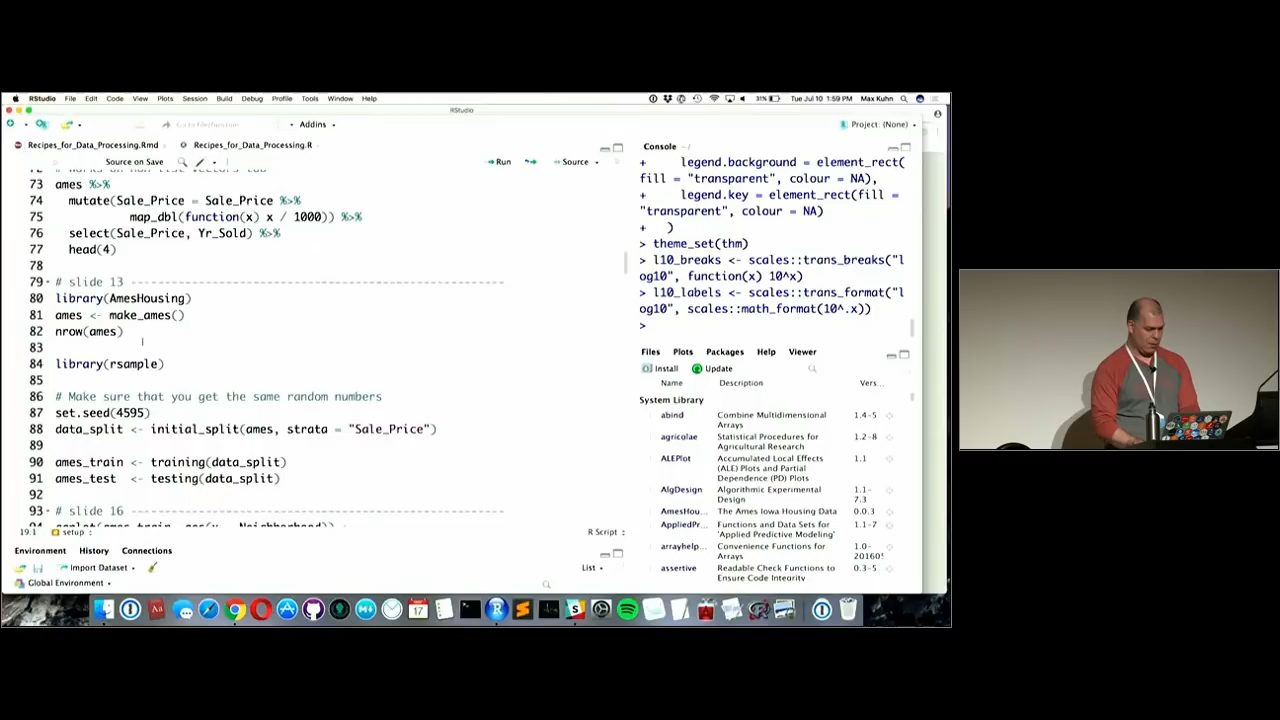 RStudio File Edit Code View Plots Session Build Debug Profile Tools Window Help 31% Tue Jul 10 1:59 PM Max Kuhn
RStudio
Addins Project: (None)
Recipes_for_Data_Processing.Rmd Recipes_for_Data_Processing.R
Source on Save Run Source
73 ames %>%
74 mutate(Sale_Price = Sale_Price %>%
75 map_dbl(function(x) x / 1000)) %>%
76 select(Sale_Price, Yr_Sold) %>%
77 head(4)
78
79 # slide 13 ----------------------------------------------------
80 library(AmesHousing)
81 ames <- make_ames()
82 nrow(ames)
83
84 library(rsample)
85
86 # Make sure that you get the same random numbers
87 set.seed(4595)
88 data_split <- initial_split(ames, strata = "Sale_Price")
89
90 ames_train <- training(data_split)
91 ames_test <- testing(data_split)
92
93 # slide 16 ----------------------------------------------------
19:1 setup R Script
Environment History Connections
Import Dataset List
Global Environment
Console ~/
+ legend.background = element_rect(
fill = "transparent", colour = NA),
+ legend.key = element_rect(fill =
"transparent", colour = NA)
+ )
> theme_set(thm)
> l10_breaks <- scales::trans_breaks("l
og10", function(x) 10^x)
> l10_labels <- scales::trans_format("l
og10", scales::math_format(10^.x))
>
Files Plots Packages Help Viewer
Install Update
Name Description Vers...
System Library
abind Combine Multidimensional Arrays 1.4-5
agricolae Statistical Procedures for Agricultural Research 1.2-8
ALEPlot Accumulated Local Effects (ALE) Plots and Partial Dependence (PD) Plots 1.1
AlgDesign Algorithmic Experimental Design 1.1-7.3
AmesHou... The Ames Iowa Housing Data 0.0.3
AppliedPr... Functions and Data Sets for 'Applied Predictive Modeling' 1.1-7
arrayhelp... Convenience Functions for Arrays 1.0-20160
assertive Readable Check Functions to Ensure Code Integrity 0.3-5
17